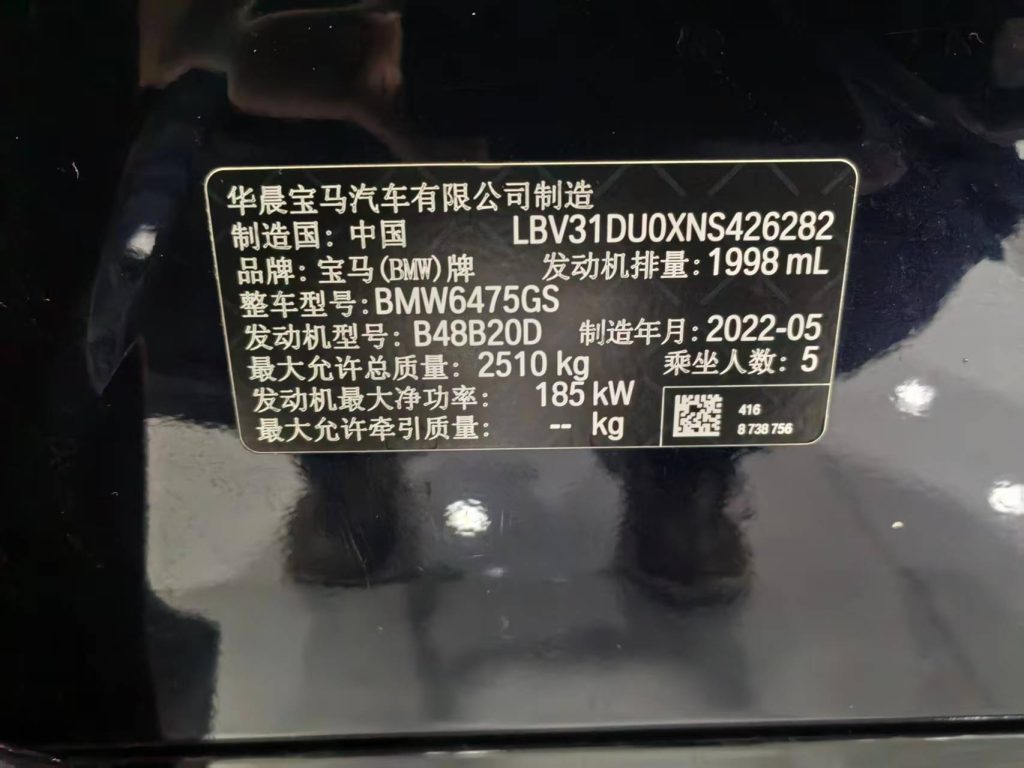 华晨宝马汽车有限公司制造
制造国：中国 LBV31DU0XNS426282
品牌：宝马(BMW)牌 发动机排量：1998 mL
整车型号：BMW6475GS
发动机型号：B48B20D 制造年月：2022-05
最大允许总质量：2510 kg 乘坐人数：5
发动机最大净功率：185 kW
最大允许牵引质量：-- kg
416
8 738 756